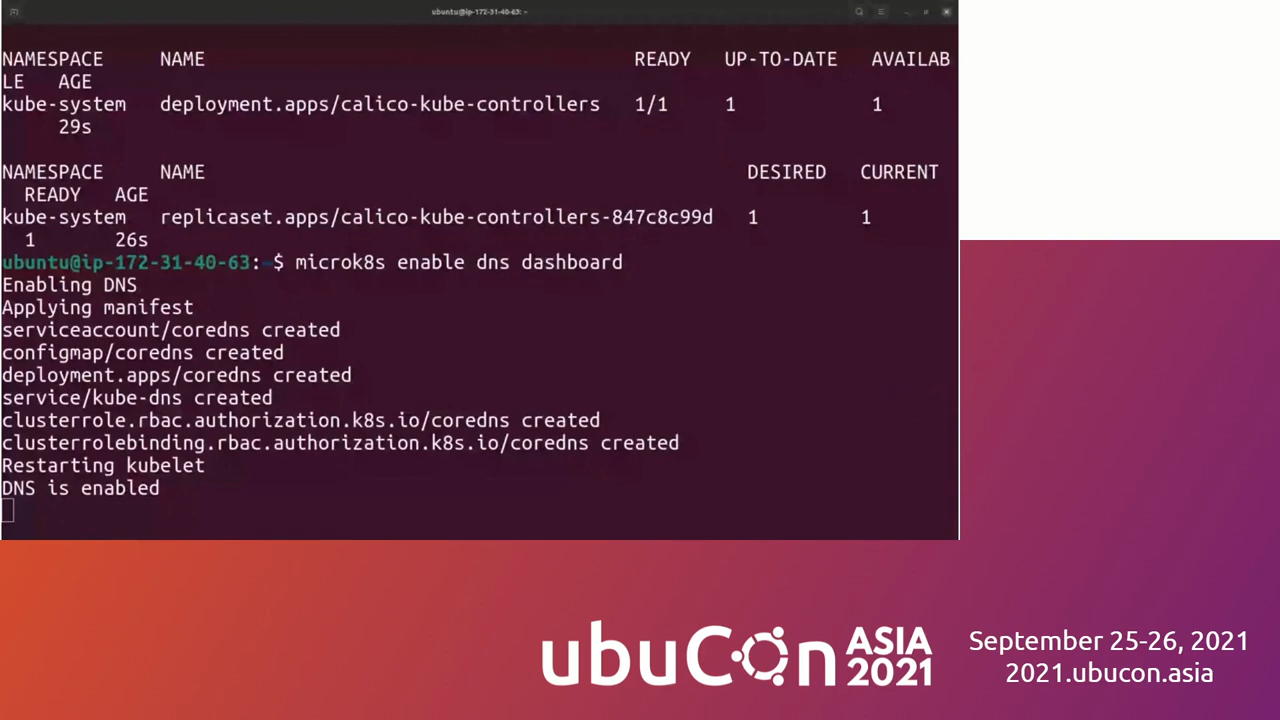 ubuntu@ip-172-31-40-63: ~
NAMESPACE NAME READY UP-TO-DATE AVAILAB
LE AGE
kube-system deployment.apps/calico-kube-controllers 1/1 1 1
29s
NAMESPACE NAME DESIRED CURRENT
READY AGE
kube-system replicaset.apps/calico-kube-controllers-847c8c99d 1 1
1 26s
ubuntu@ip-172-31-40-63:~$ microk8s enable dns dashboard
Enabling DNS
Applying manifest
serviceaccount/coredns created
configmap/coredns created
deployment.apps/coredns created
service/kube-dns created
clusterrole.rbac.authorization.k8s.io/coredns created
clusterrolebinding.rbac.authorization.k8s.io/coredns created
Restarting kubelet
DNS is enabled
ubuCon ASIA 2021
September 25-26, 2021
2021.ubucon.asia